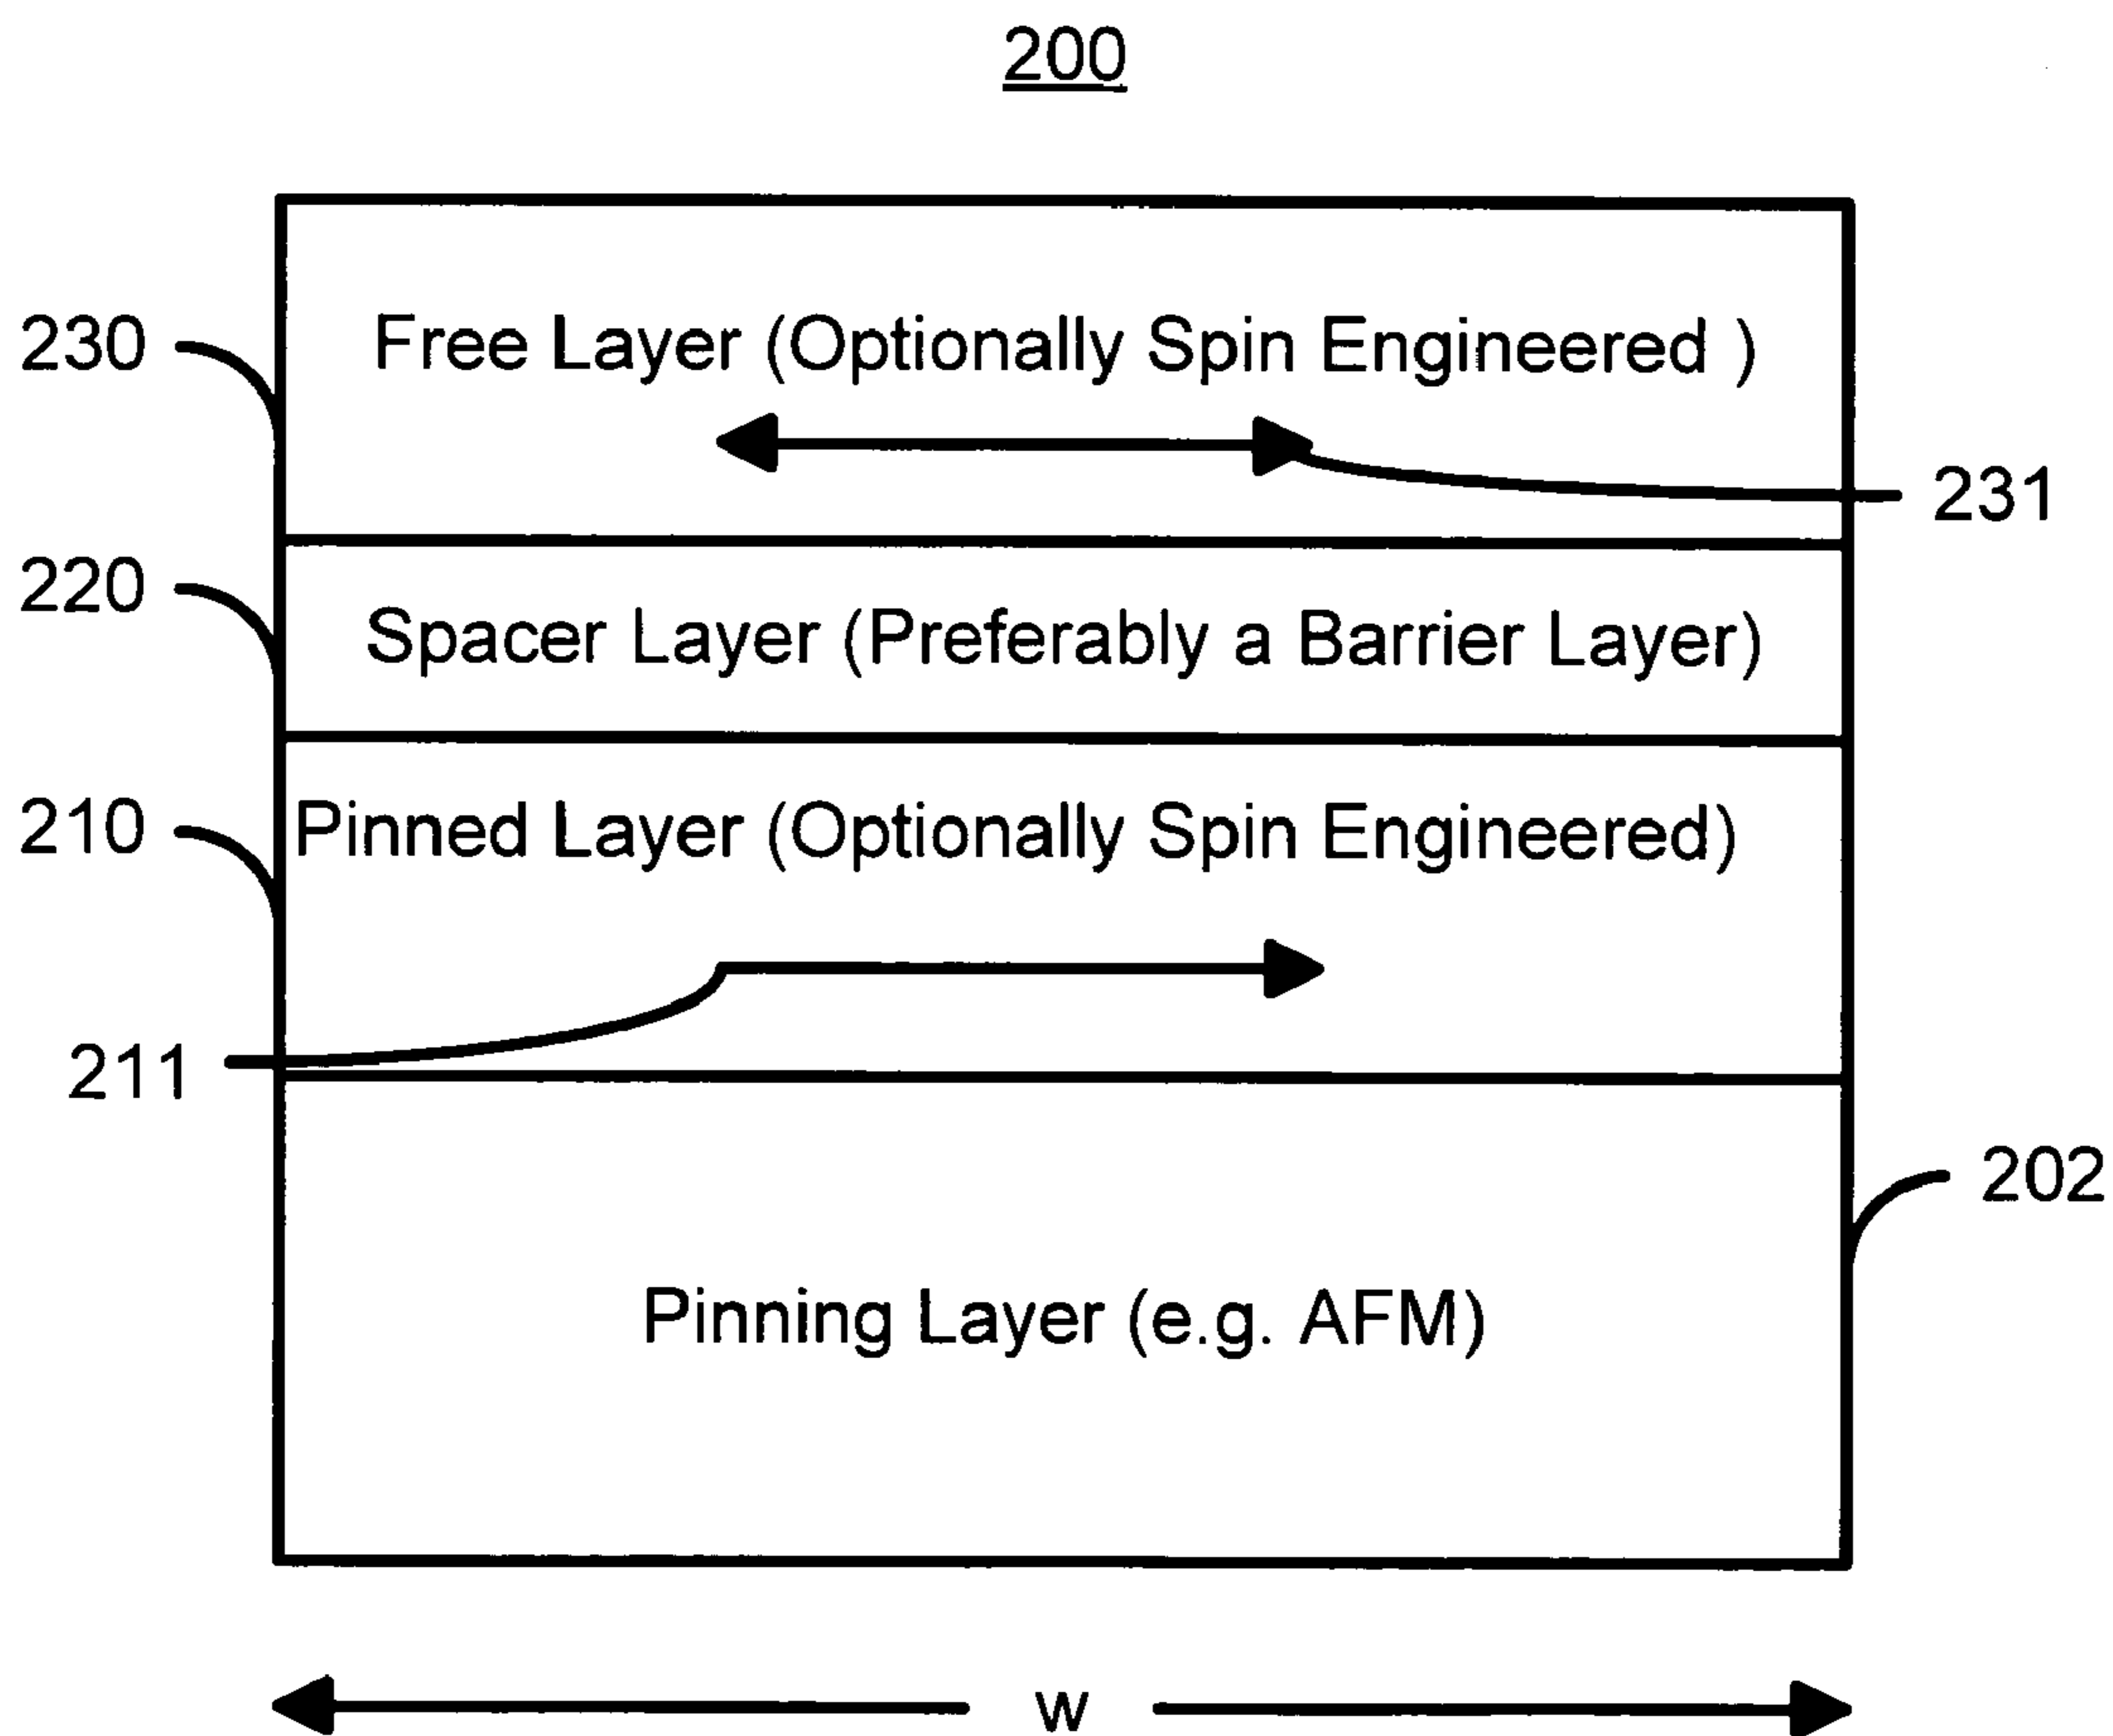 200
230
Free Layer (Optionally Spin Engineered )
231
220
Spacer Layer (Preferably a Barrier Layer)
210
Pinned Layer (Optionally Spin Engineered)
211
202
Pinning Layer (e.g. AFM)
w